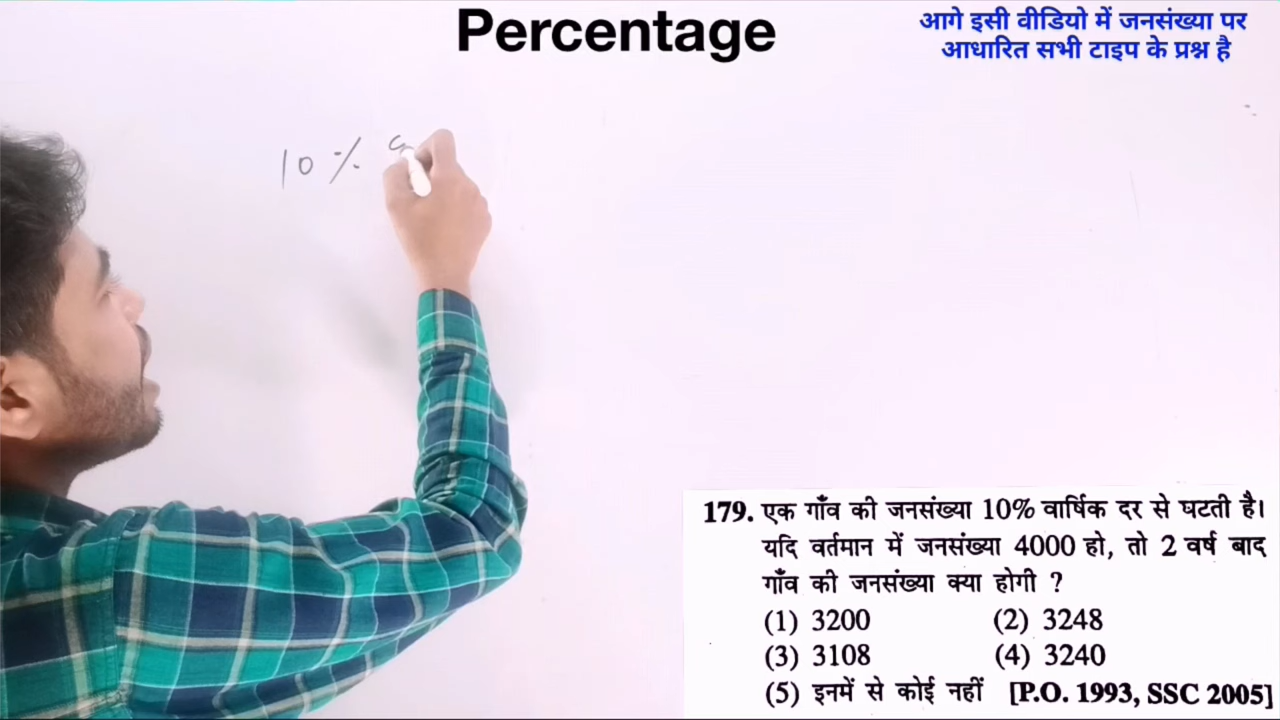 Percentage
आगे इसी वीडियो में जनसंख्या पर
आधारित सभी टाइप के प्रश्न है
10 %
179. एक गाँव की जनसंख्या 10% वार्षिक दर से घटती है।
यदि वर्तमान में जनसंख्या 4000 हो, तो 2 वर्ष बाद
गाँव की जनसंख्या क्या होगी ?
(1) 3200 (2) 3248
(3) 3108 (4) 3240
(5) इनमें से कोई नहीं [P.O. 1993, SSC 2005]